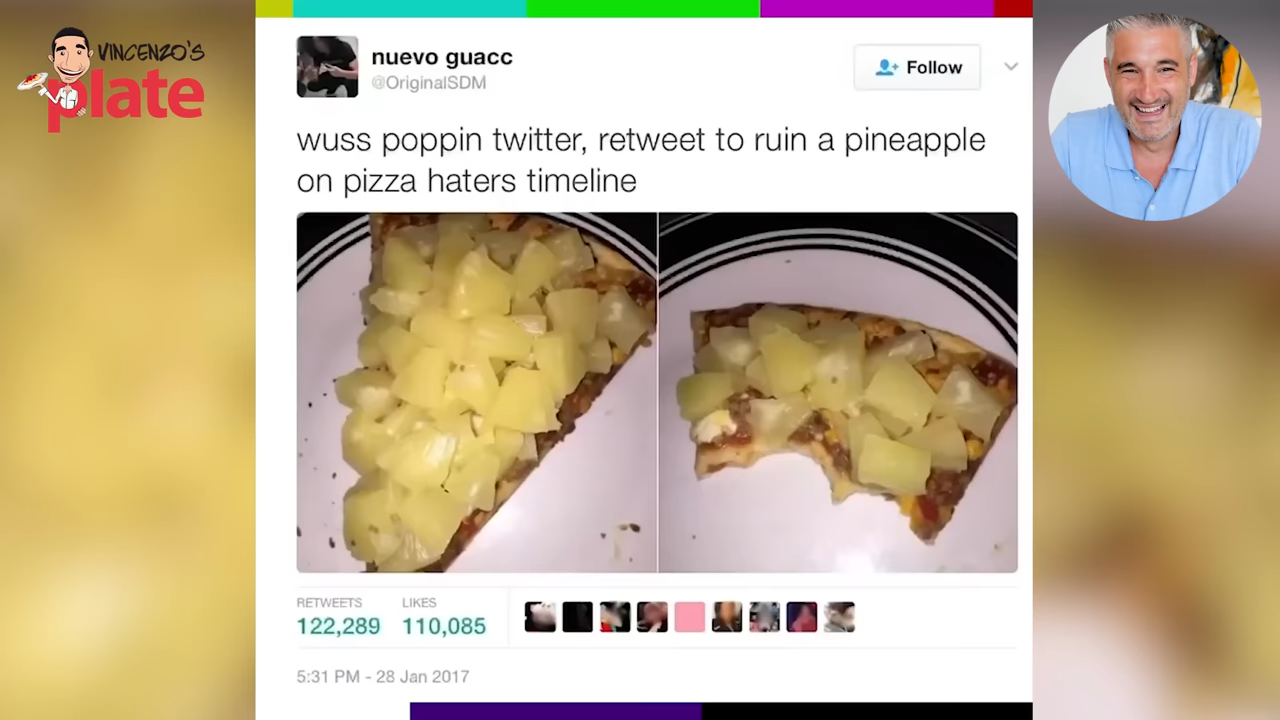 VINCENZO'S
plate
nuevo guacc
@OriginalSDM
Follow
wuss poppin twitter, retweet to ruin a pineapple
on pizza haters timeline
RETWEETS LIKES
122,289 110,085
5:31 PM - 28 Jan 2017